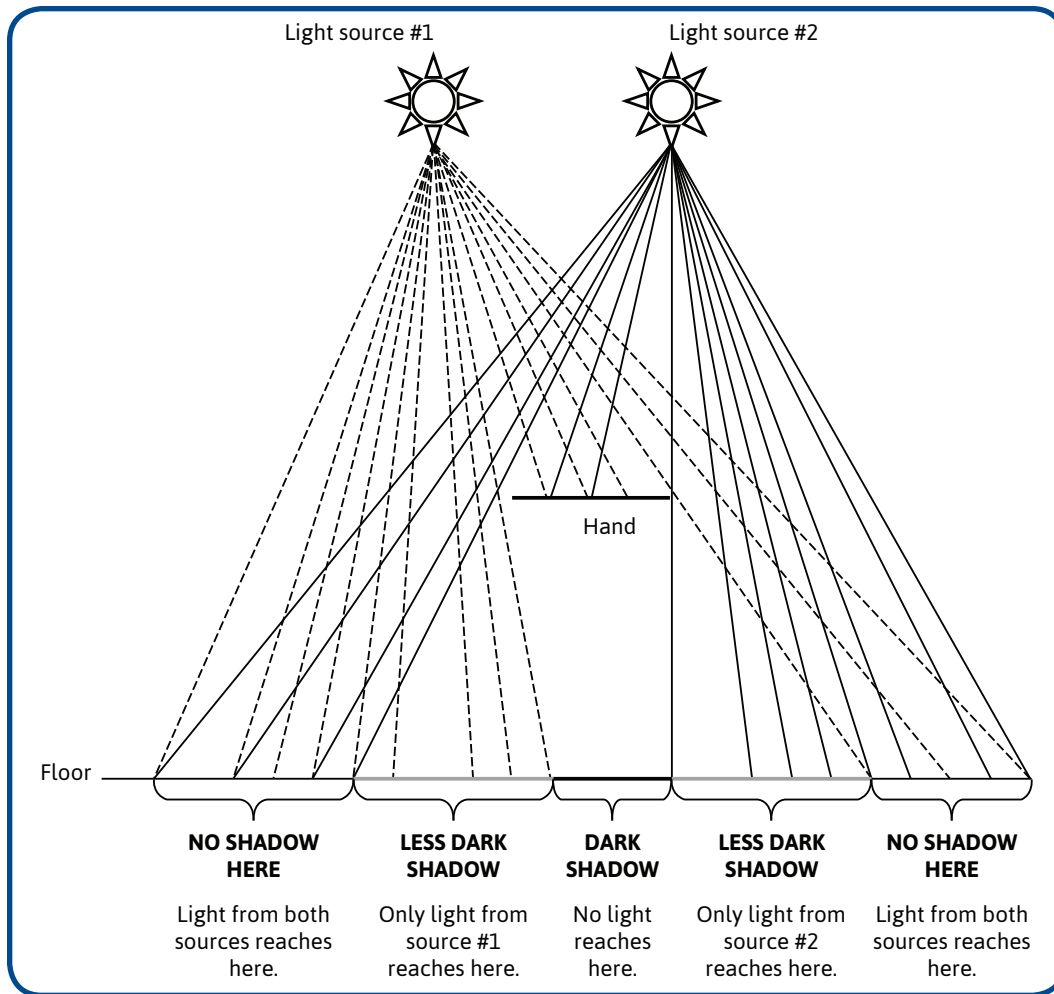 Light source #1
Light source #2
Hand
Floor
NO SHADOW
HERE
Light from both
sources reaches
here.
LESS DARK
SHADOW
Only light from
source #1
reaches here.
DARK
SHADOW
No light
reaches
here.
LESS DARK
SHADOW
Only light from
source #2
reaches here.
NO SHADOW
HERE
Light from both
sources reaches
here.